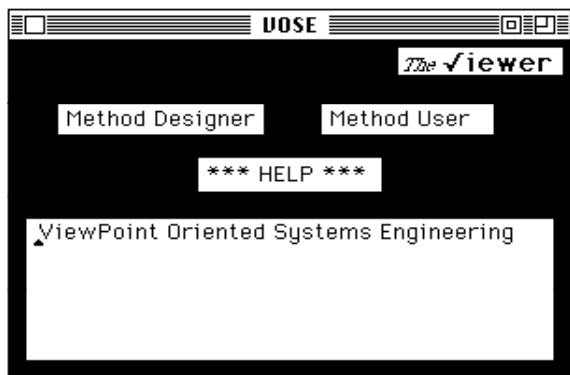 VOSE
The √iewer
Method Designer Method User
*** HELP ***
ViewPoint Oriented Systems Engineering